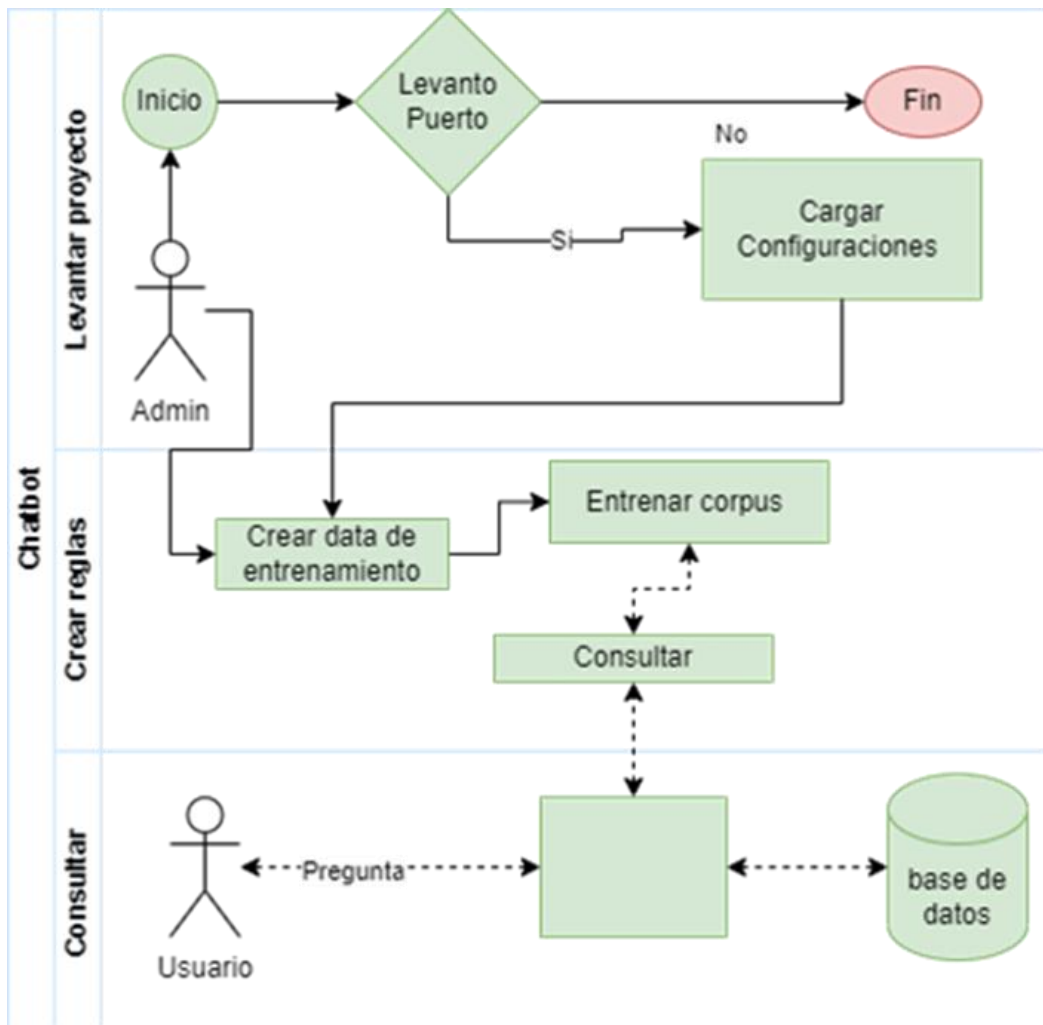 Chatbot
Levantar proyecto
Inicio
Levanto
Puerto
Fin
No
Si
Cargar
Configuraciones
Admin
Crear reglas
Entrenar corpus
Crear data de
entrenamiento
Consultar
Consultar
Pregunta
base de
datos
Usuario